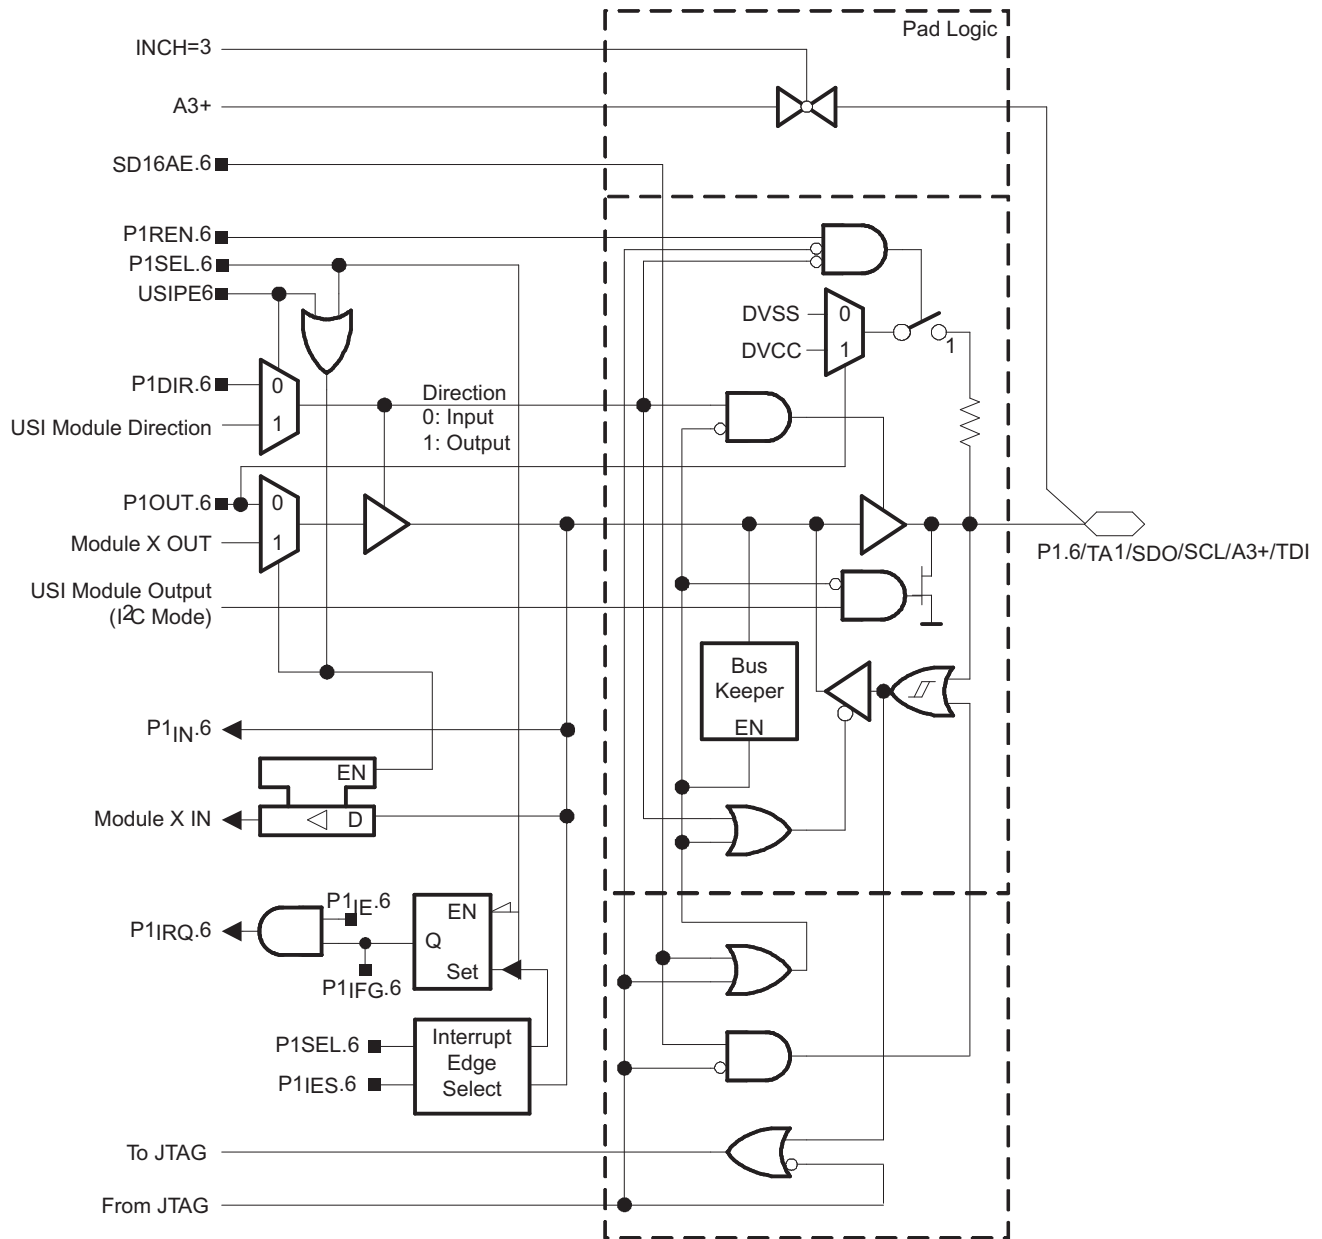 Pad Logic
INCH=3
A3+
SD16AE.6
P1REN.6
P1SEL.6
USIPE6
DVSS
0
DVCC
1
1
P1DIR.6
0
USI Module Direction
1
Direction
0: Input
1: Output
P1OUT.6
0
Module X OUT
1
P1.6/TA1/SDO/SCL/A3+/TDI
USI Module Output
(I2C Mode)
Bus
Keeper
EN
P1IN.6
EN
Module X IN
D
P1IE.6
P1IRQ.6
EN
Q
Set
P1IFG.6
P1SEL.6
P1IES.6
Interrupt
Edge
Select
To JTAG
From JTAG